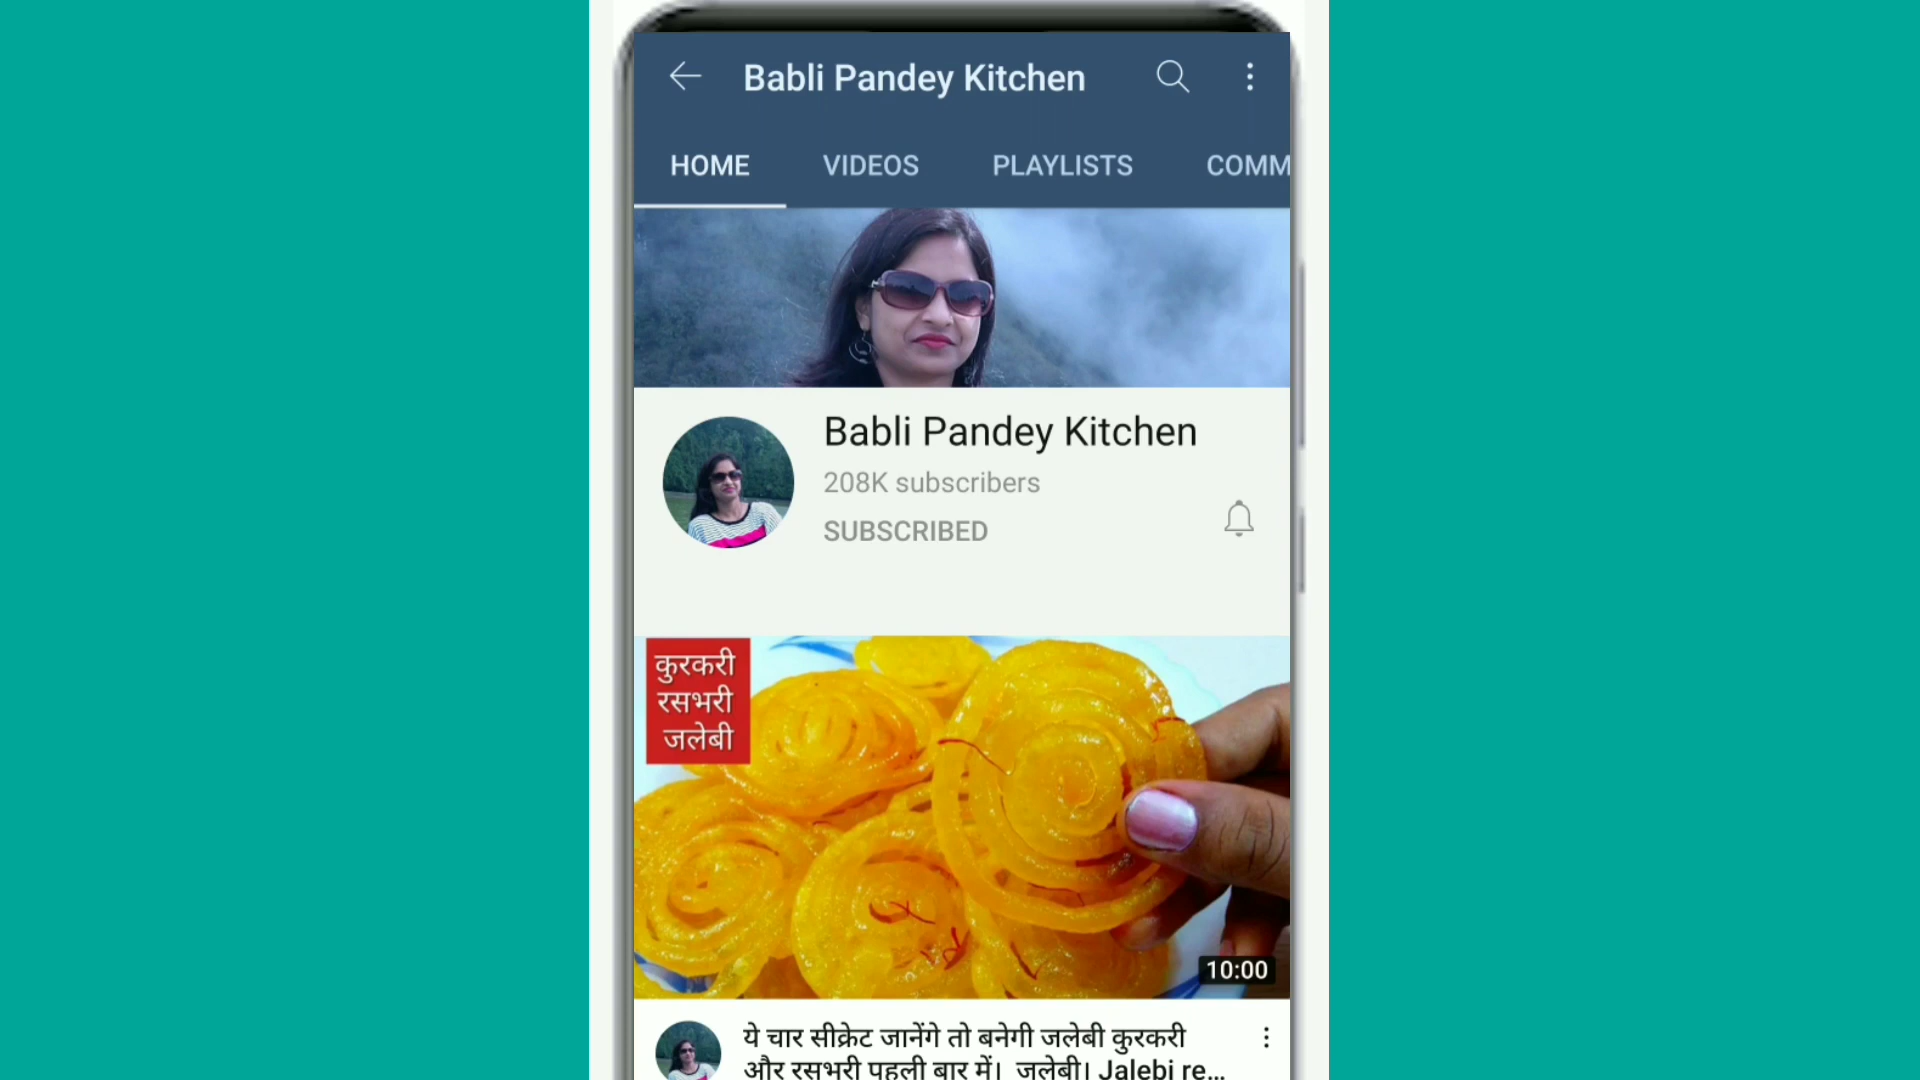 Babli Pandey Kitchen
HOME VIDEOS PLAYLISTS COMM
Babli Pandey Kitchen
208K subscribers
SUBSCRIBED
कुरकरी
रसभरी
जलेबी
10:00
ये चार सीक्रेट जानेंगे तो बनेगी जलेबी कुरकरी
और रसभरी पहली बार में। जलेबी। Jalebi re...